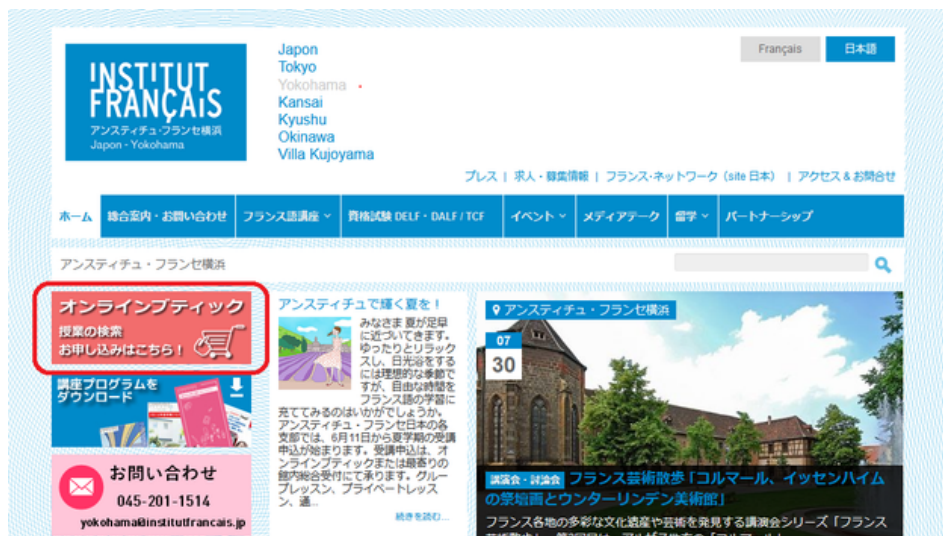 INSTITUT
FRANÇAIS
アンスティチュ・フランセ横浜
Japon - Yokohama
Japon
Tokyo
Yokohama
Kansai
Kyushu
Okinawa
Villa Kujoyama
Français
日本語
プレス | 求人・募集情報 | フランス・ネットワーク (site 日本) | アクセス & お問合せ
ホーム
総合案内・お問い合わせ
フランス語講座
資格試験 DELF・DALF / TCF
イベント
メディアテーク
留学
パートナーシップ
アンスティチュ・フランセ横浜
オンラインブティック
授業の検索
お申し込みはこちら!
講座プログラムを
ダウンロード
お問い合わせ
045-201-1514
yokohama@institutfrancais.jp
アンスティチュで輝く夏を!
みなさま 夏が足早
に近づいてきます。
ゆったりとリラック
スし、日光浴をする
には理想的な季節で
すが、自由な時間を
フランス語の学習に
充ててみるのはいかがでしょうか。
アンスティチュ・フランセ日本の各
支部では、6月11日から夏学期の受講
申込が始まります。受講申込は、オ
ンラインブティックまたは最寄りの
館内総合受付にて承ります。グルー
プレッスン、プライベートレッス
ン、通...
続きを読む...
アンスティチュ・フランセ横浜
07
30
講演会・討論会 フランス芸術散歩「コルマール、イッセンハイム
の祭壇画とウンターリンデン美術館」
フランス各地の多彩な文化遺産や芸術を発見する講演会シリーズ「フランス